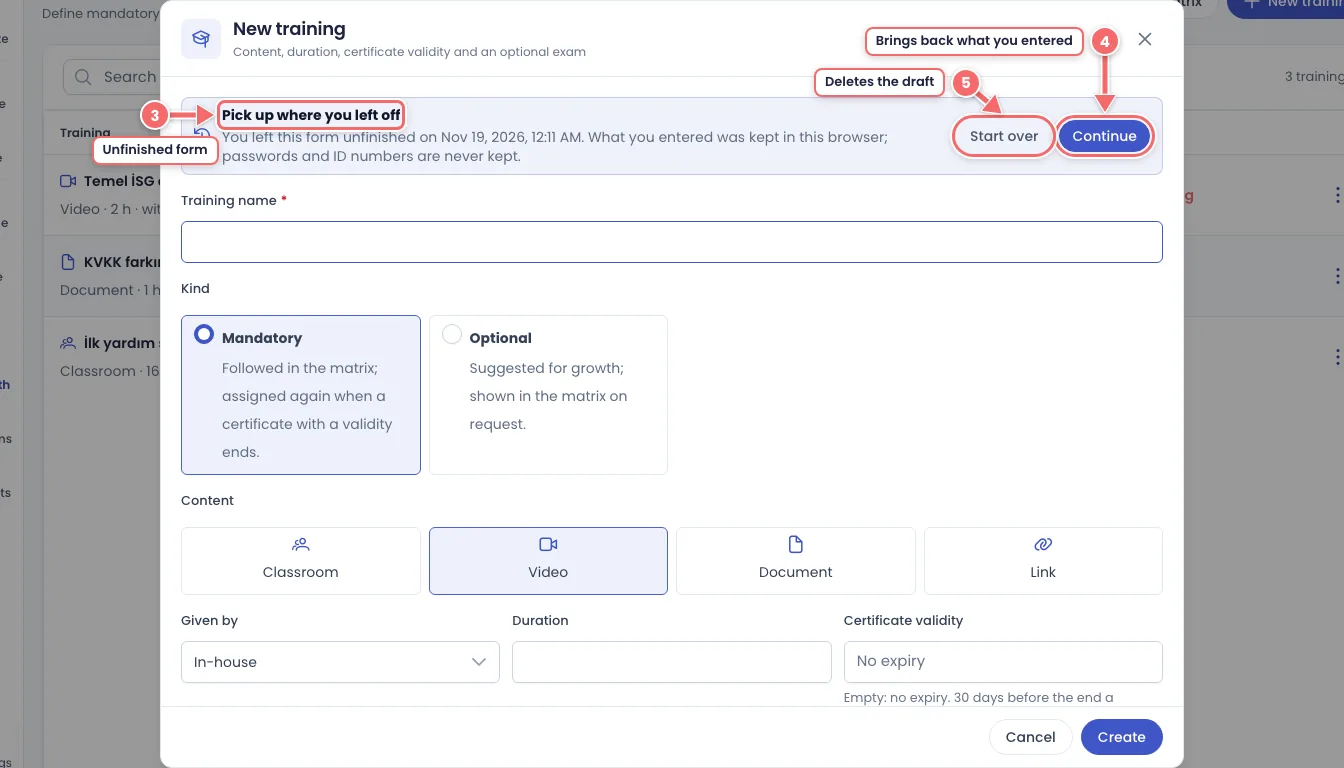 Define mandatory
New training
Content, duration, certificate validity and an optional exam
Brings back what you entered
4
Deletes the draft
5
Search
3 training
3
Pick up where you left off
Unfinished form
You left this form unfinished on Nov 19, 2026, 12:11 AM. What you entered was kept in this browser;
passwords and ID numbers are never kept.
Start over
Continue
Training
Temel İSG
Video · 2 h ·
KVKK
Document · 1 h
İlk yardım
Classroom · 16
Training name *
Kind
Mandatory
Followed in the matrix;
assigned again when a
certificate with a validity
ends.
Optional
Suggested for growth;
shown in the matrix on
request.
Content
Classroom
Video
Document
Link
Given by
Duration
Certificate validity
In-house
No expiry
Empty: no expiry. 30 days before the end a
Cancel
Create